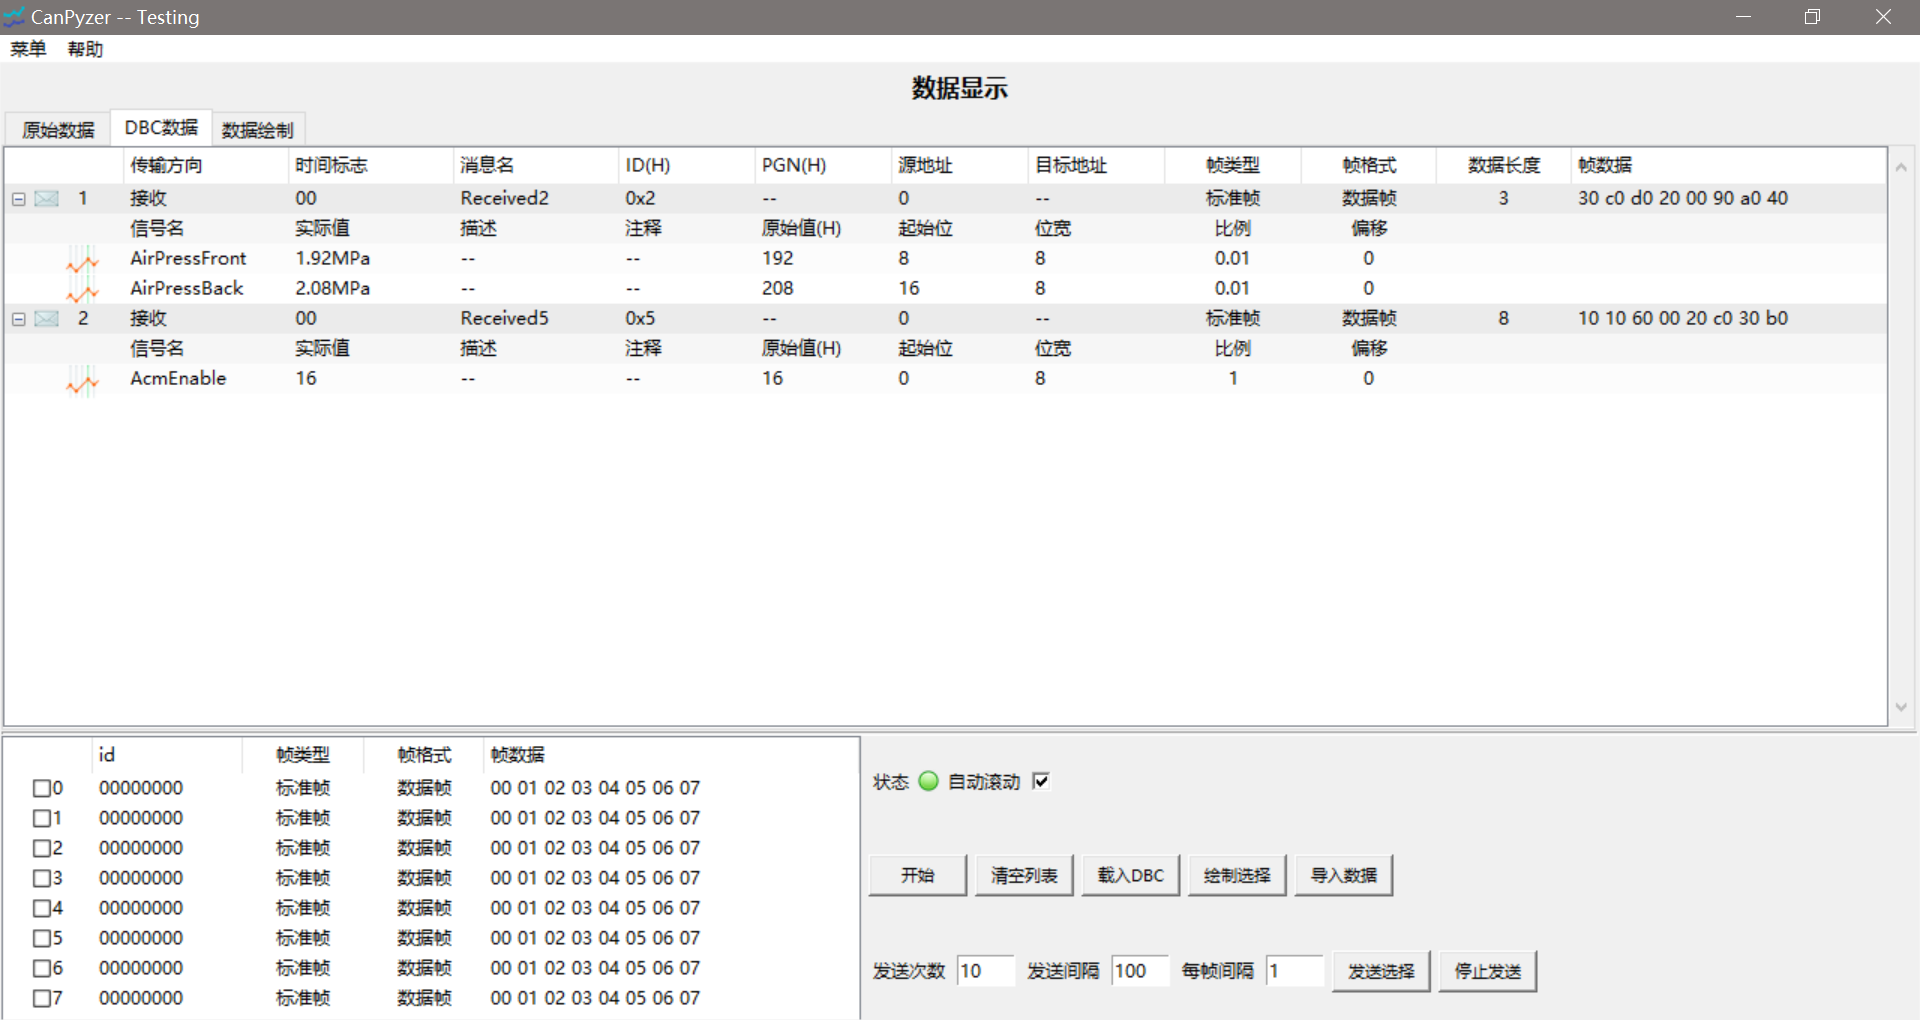 CanPyzer -- Testing
菜单 帮助
数据显示
原始数据 DBC数据 数据绘制
传输方向 时间标志 消息名 ID(H) PGN(H) 源地址 目标地址 帧类型 帧格式 数据长度 帧数据
1 接收 00 Received2 0x2 -- 0 -- 标准帧 数据帧 3 30 c0 d0 20 00 90 a0 40
信号名 实际值 描述 注释 原始值(H) 起始位 位宽 比例 偏移
AirPressFront 1.92MPa -- -- 192 8 8 0.01 0
AirPressBack 2.08MPa -- -- 208 16 8 0.01 0
2 接收 00 Received5 0x5 -- 0 -- 标准帧 数据帧 8 10 10 60 00 20 c0 30 b0
信号名 实际值 描述 注释 原始值(H) 起始位 位宽 比例 偏移
AcmEnable 16 -- -- 16 0 8 1 0
id 帧类型 帧格式 帧数据
0 00000000 标准帧 数据帧 00 01 02 03 04 05 06 07
1 00000000 标准帧 数据帧 00 01 02 03 04 05 06 07
2 00000000 标准帧 数据帧 00 01 02 03 04 05 06 07
3 00000000 标准帧 数据帧 00 01 02 03 04 05 06 07
4 00000000 标准帧 数据帧 00 01 02 03 04 05 06 07
5 00000000 标准帧 数据帧 00 01 02 03 04 05 06 07
6 00000000 标准帧 数据帧 00 01 02 03 04 05 06 07
7 00000000 标准帧 数据帧 00 01 02 03 04 05 06 07
状态 自动滚动
开始 清空列表 载入DBC 绘制选择 导入数据
发送次数 10 发送间隔 100 每帧间隔 1 发送选择 停止发送